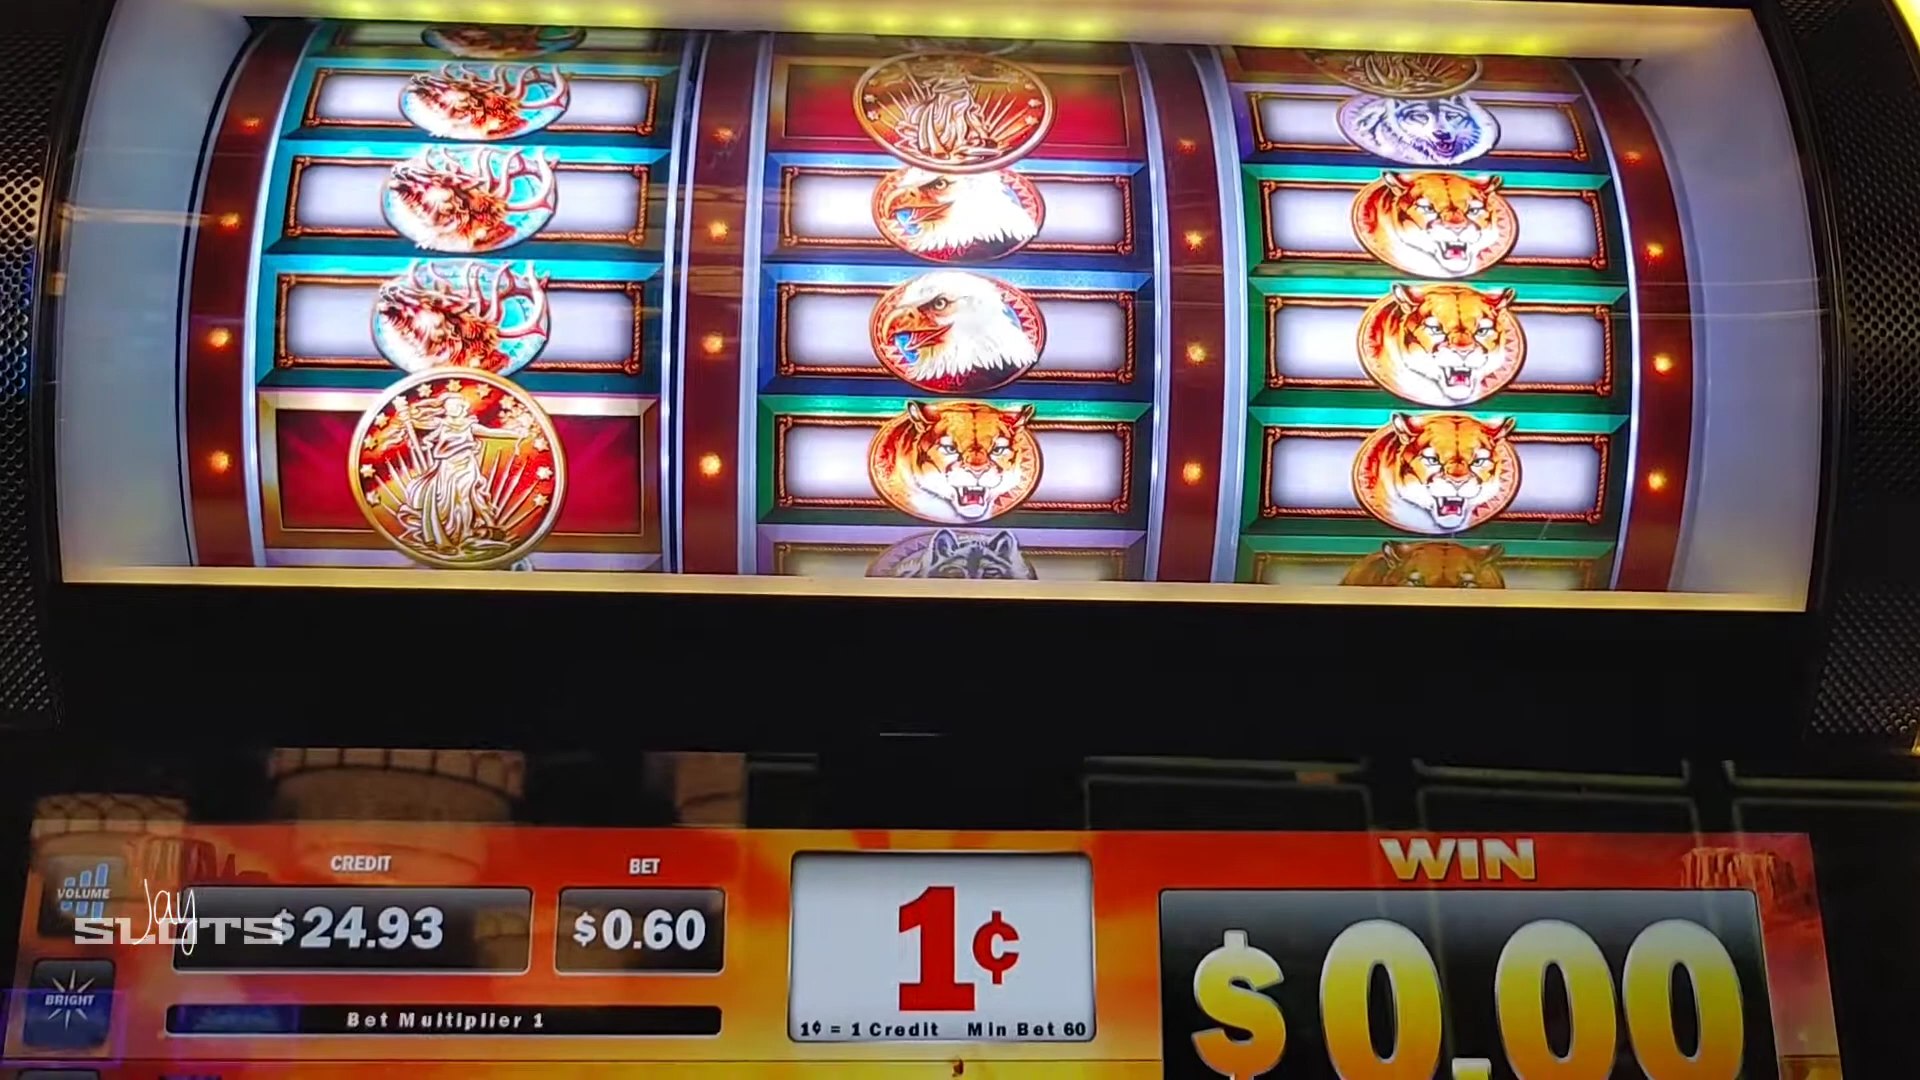 CREDIT
BET
WIN
VOLUME
Jay
SLOTS
$24.93
$0.60
1¢
$0.00
BRIGHT
Bet Multiplier 1
1¢ = 1 Credit Min Bet 60